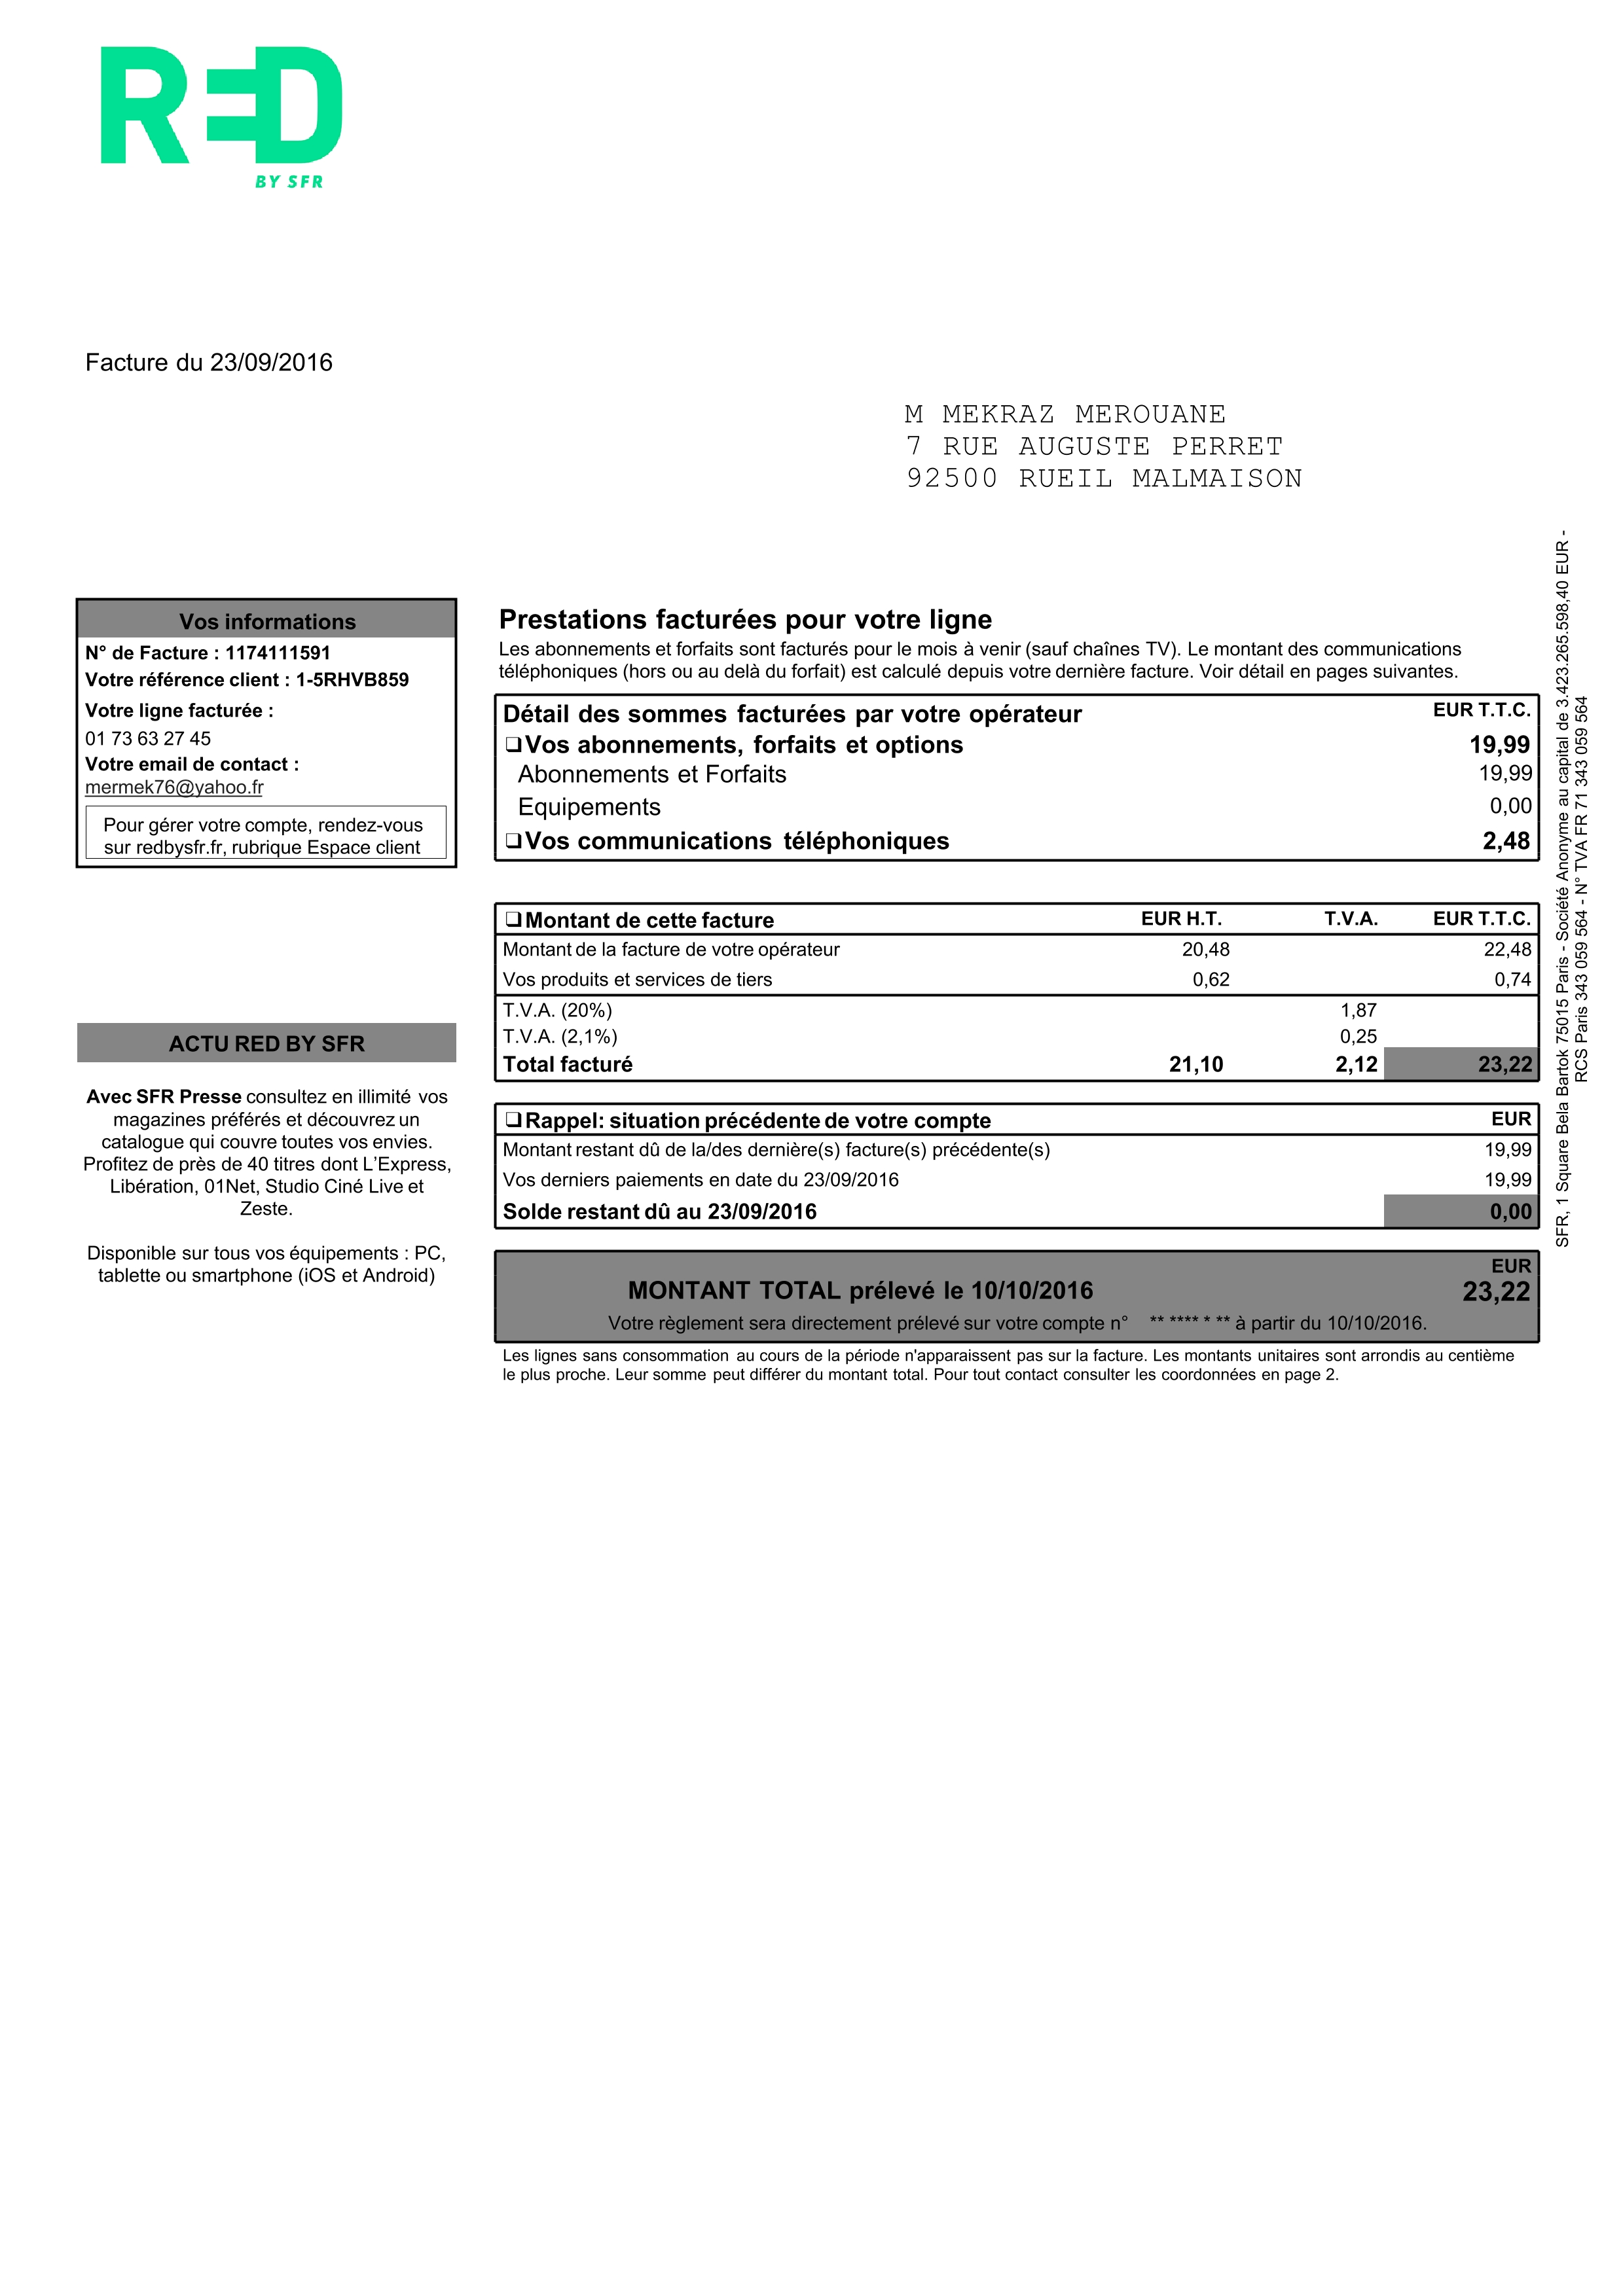 RED
BY SFR
Facture du 23/09/2016
M MEKRAZ MEROUANE
7 RUE AUGUSTE PERRET
92500 RUEIL MALMAISON
Vos informations
N° de Facture : 1174111591
Votre référence client : 1-5RHVB859
Votre ligne facturée :
01 73 63 27 45
Votre email de contact :
mermek76@yahoo.fr
Pour gérer votre compte, rendez-vous
sur redbysfr.fr, rubrique Espace client
ACTU RED BY SFR
Avec SFR Presse consultez en illimité vos
magazines préférés et découvrez un
catalogue qui couvre toutes vos envies.
Profitez de près de 40 titres dont L’Express,
Libération, 01Net, Studio Ciné Live et
Zeste.
Disponible sur tous vos équipements : PC,
tablette ou smartphone (iOS et Android)
Prestations facturées pour votre ligne
Les abonnements et forfaits sont facturés pour le mois à venir (sauf chaînes TV). Le montant des communications
téléphoniques (hors ou au delà du forfait) est calculé depuis votre dernière facture. Voir détail en pages suivantes.
Détail des sommes facturées par votre opérateur EUR T.T.C.
❑Vos abonnements, forfaits et options 19,99
Abonnements et Forfaits 19,99
Equipements 0,00
❑Vos communications téléphoniques 2,48
❑Montant de cette facture EUR H.T. T.V.A. EUR T.T.C.
Montant de la facture de votre opérateur 20,48 22,48
Vos produits et services de tiers 0,62 0,74
T.V.A. (20%) 1,87
T.V.A. (2,1%) 0,25
Total facturé 21,10 2,12 23,22
❑Rappel: situation précédente de votre compte EUR
Montant restant dû de la/des dernière(s) facture(s) précédente(s) 19,99
Vos derniers paiements en date du 23/09/2016 19,99
Solde restant dû au 23/09/2016 0,00
EUR
MONTANT TOTAL prélevé le 10/10/2016 23,22
Votre règlement sera directement prélevé sur votre compte n° ** **** * ** à partir du 10/10/2016.
Les lignes sans consommation au cours de la période n'apparaissent pas sur la facture. Les montants unitaires sont arrondis au centième
le plus proche. Leur somme peut différer du montant total. Pour tout contact consulter les coordonnées en page 2.
SFR, 1 Square Bela Bartok 75015 Paris - Société Anonyme au capital de 3.423.265.598,40 EUR -
RCS Paris 343 059 564 - N° TVA FR 71 343 059 564